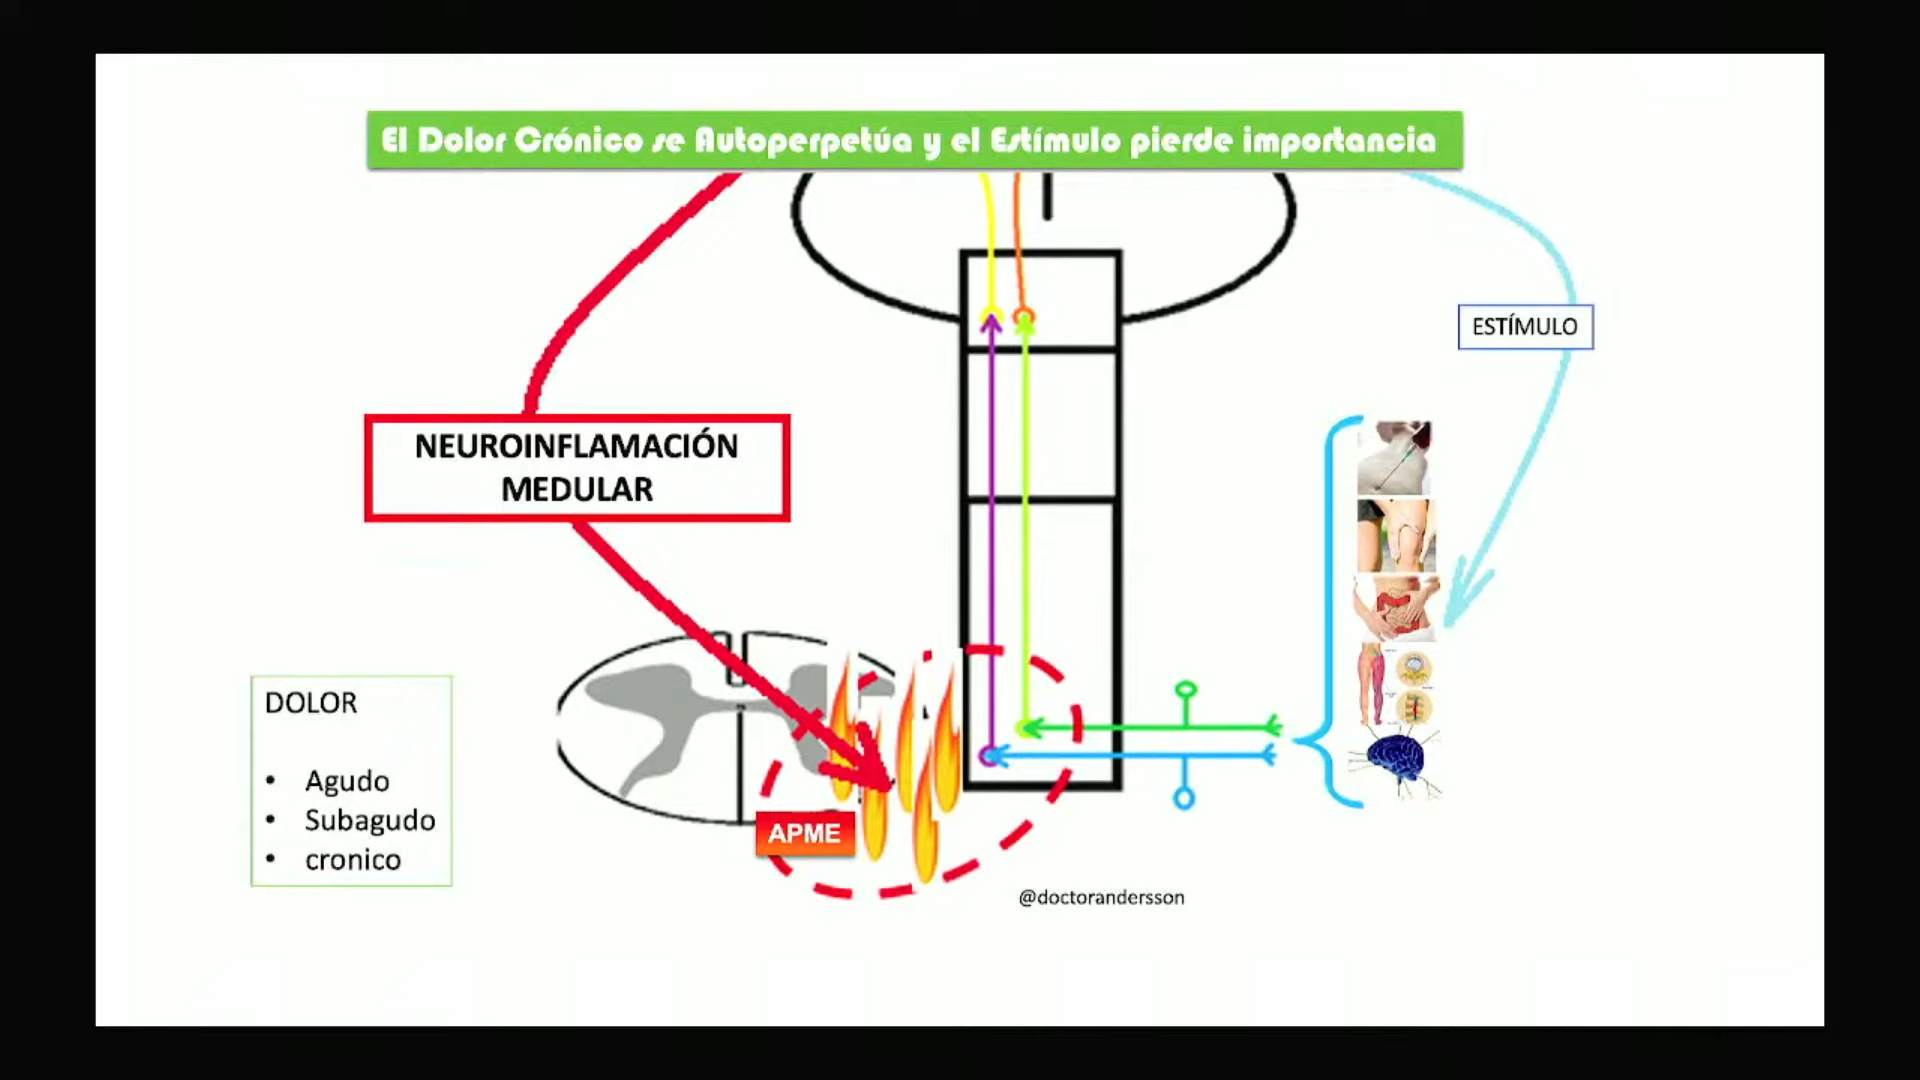 El Dolor Crónico se Autoperpetúa y el Estímulo pierde importancia
ESTÍMULO
NEUROINFLAMACIÓN
MEDULAR
DOLOR
• Agudo
• Subagudo
• cronico
APME
@doctorandersson